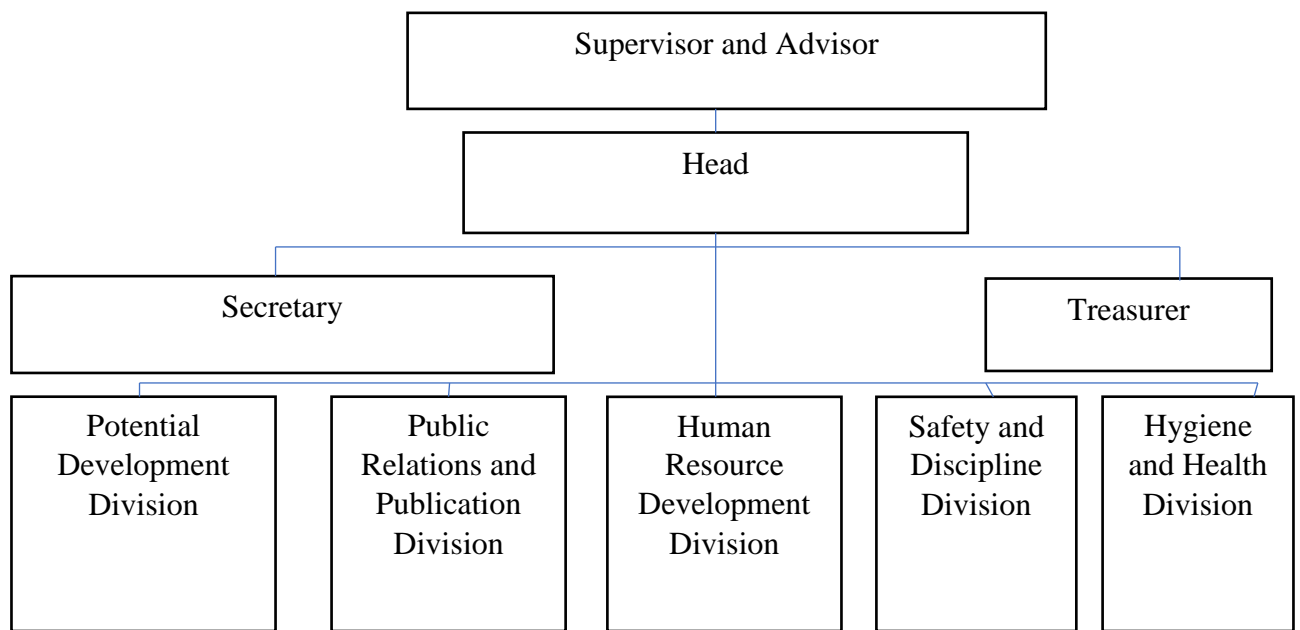 Supervisor and Advisor
Head
Secretary
Treasurer
Potential
Development
Division
Public
Relations and
Publication
Division
Human
Resource
Development
Division
Safety and
Discipline
Division
Hygiene
and Health
Division